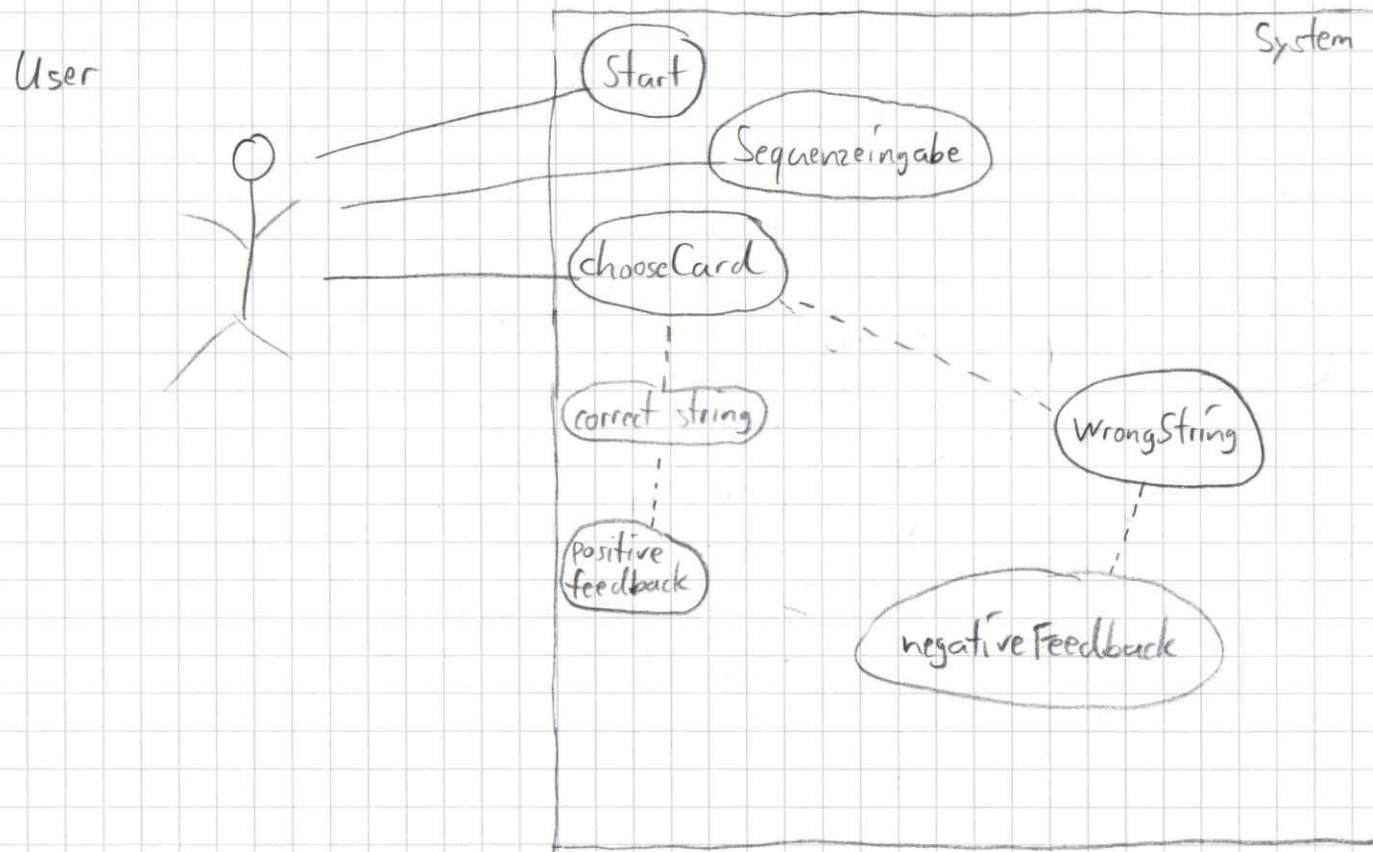 User
System
Start
Sequenzeingabe
chooseCard
correct string
WrongString
positive
feedback
negativeFeedback